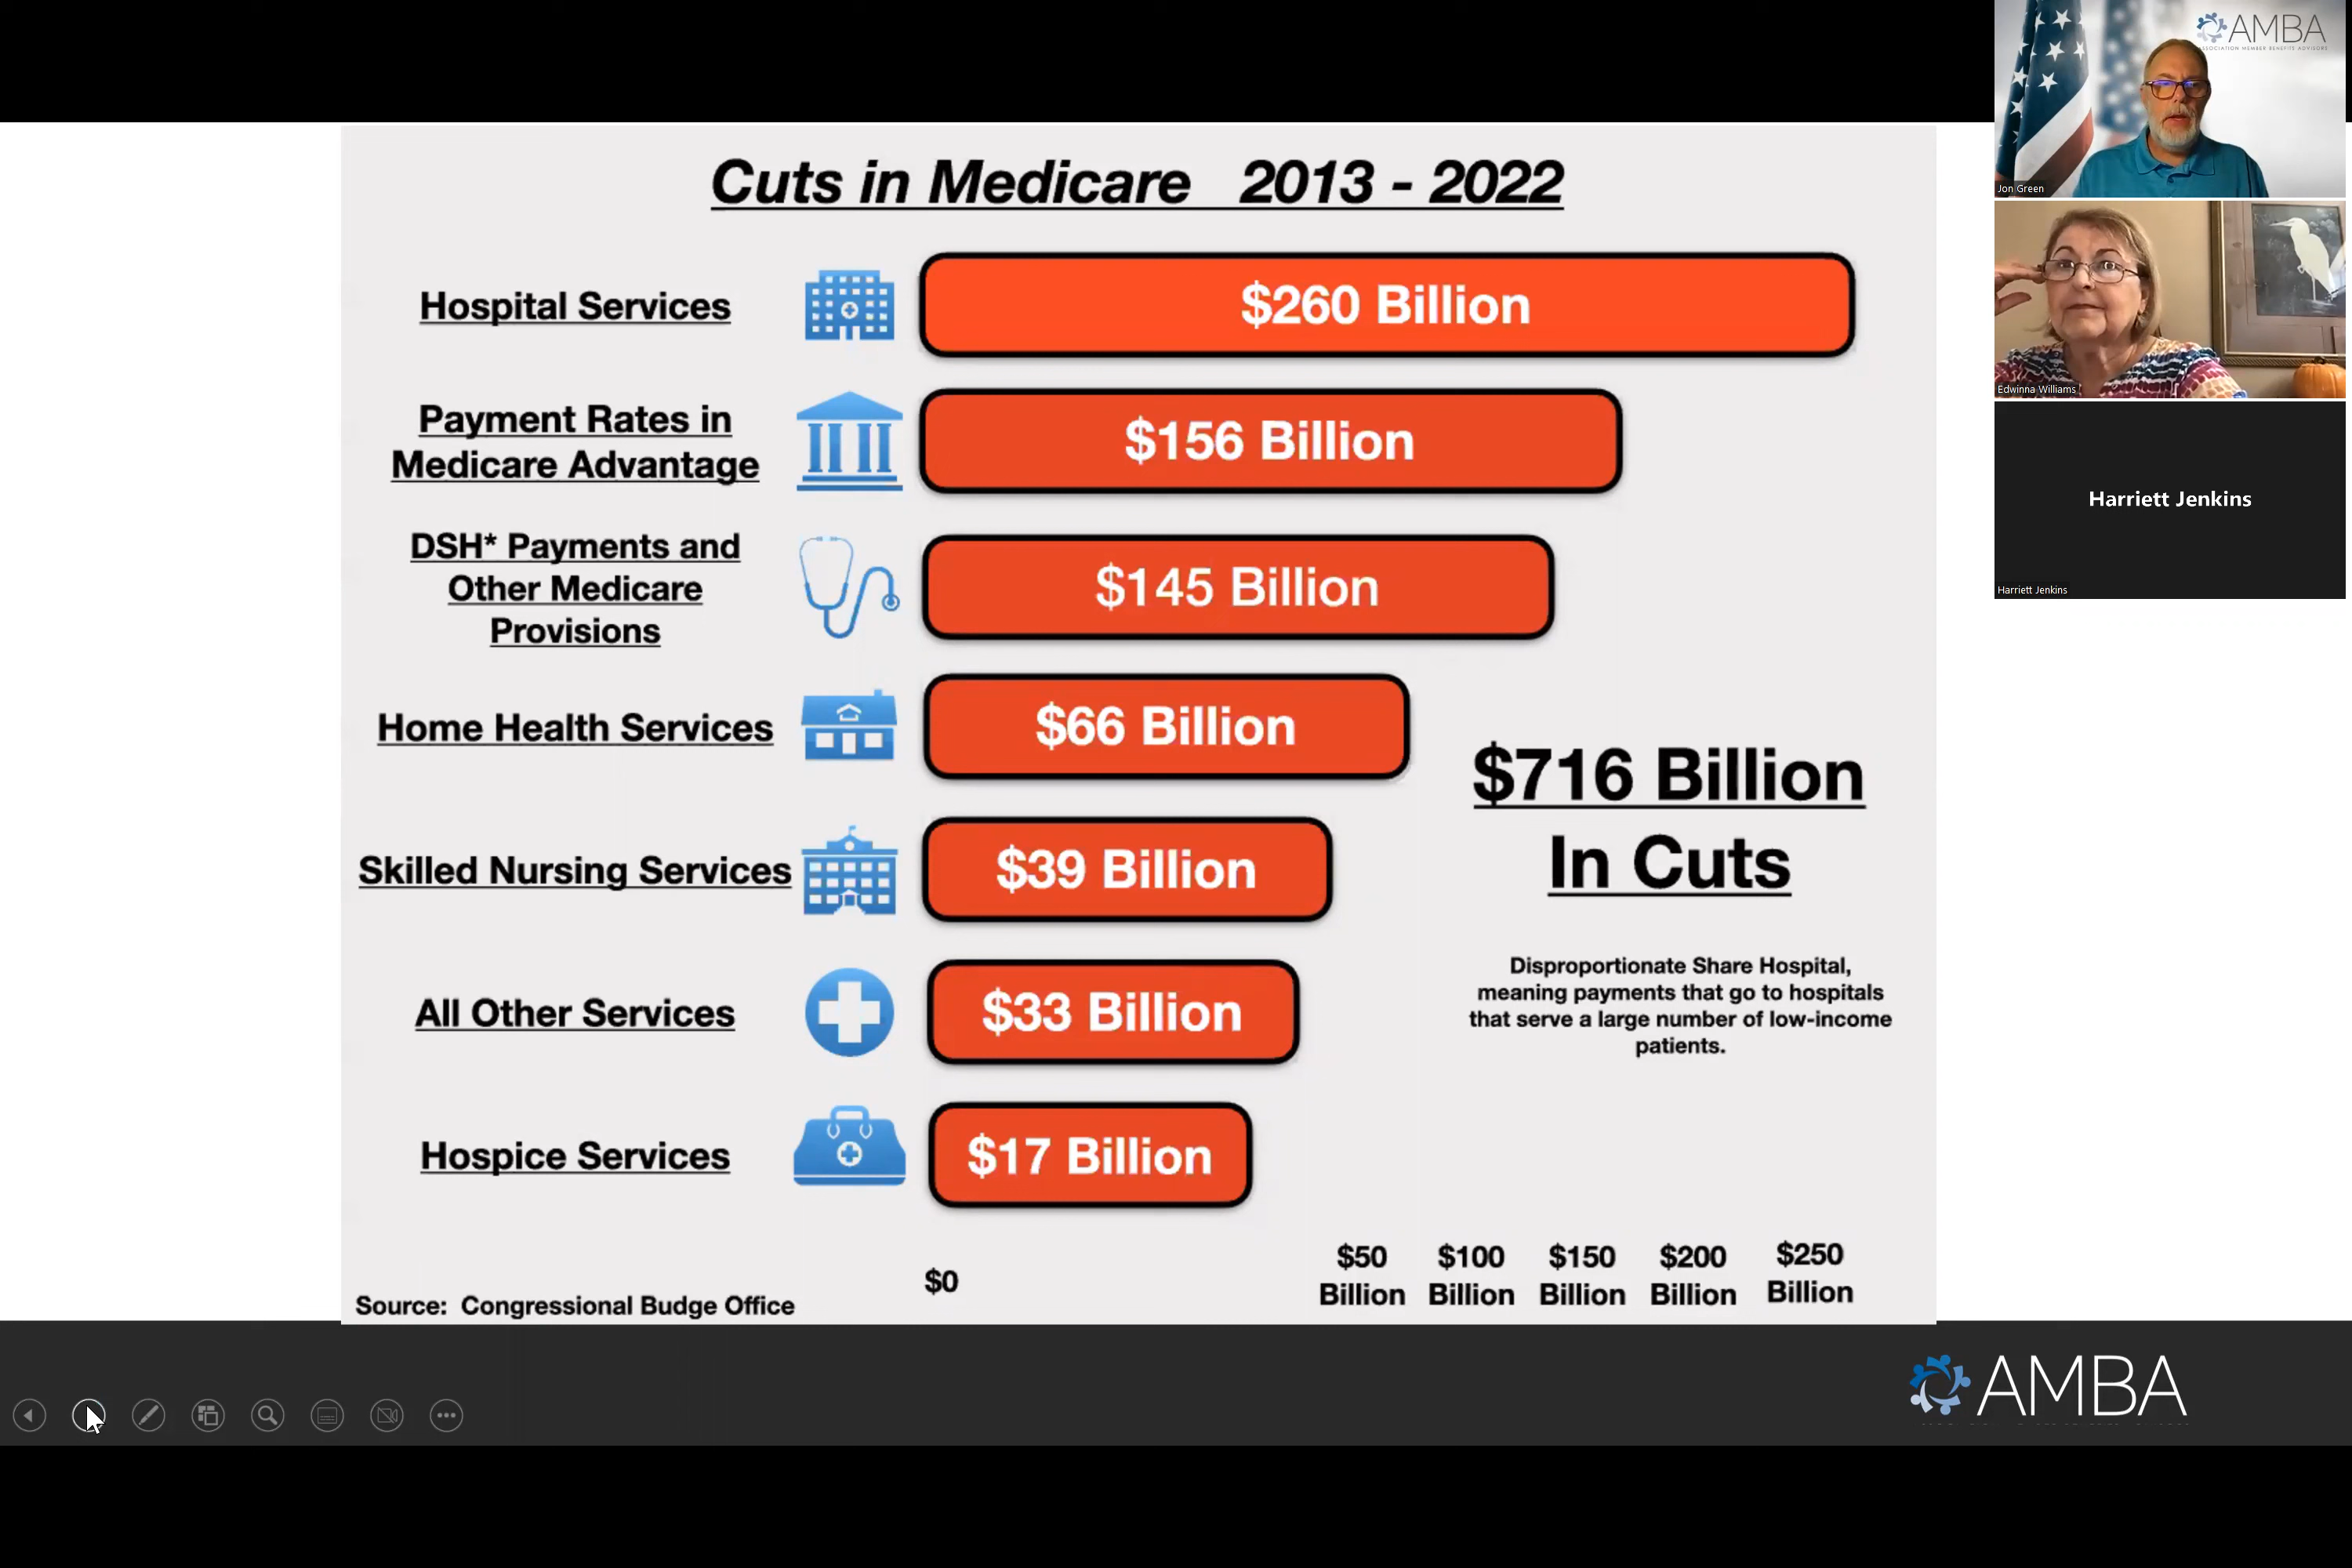 Cuts in Medicare 2013 - 2022
Hospital Services
$260 Billion
Payment Rates in
Medicare Advantage
$156 Billion
DSH* Payments and
Other Medicare
Provisions
$145 Billion
Home Health Services
$66 Billion
Skilled Nursing Services
$39 Billion
All Other Services
$33 Billion
Hospice Services
$17 Billion
$716 Billion
In Cuts
Disproportionate Share Hospital,
meaning payments that go to hospitals
that serve a large number of low-income
patients.
$0
$50
Billion
$100
Billion
$150
Billion
$200
Billion
$250
Billion
Source: Congressional Budge Office
AMBA
AMBA
ASSOCIATION MEMBER BENEFITS ADVISORS
Jon Green
Edwinna Williams
Harriett Jenkins
Harriett Jenkins